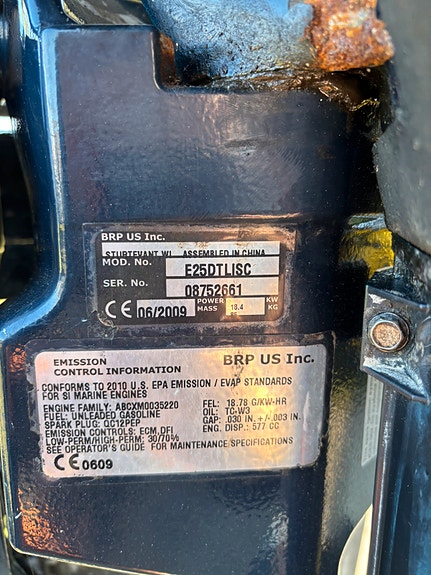 BRP US Inc.
STURTEVANT WI, ASSEMBLED IN CHINA
MOD. No. E25DTLISC
SER. No. 08752661
CE 06/2009 POWER 18.4 KW
MASS KG
EMISSION BRP US Inc.
CONTROL INFORMATION
CONFORMS TO 2010 U.S. EPA EMISSION / EVAP STANDARDS
FOR SI MARINE ENGINES
ENGINE FAMILY: ABCXM0035220 FEL: 18.78 G/KW-HR
FUEL: UNLEADED GASOLINE OIL: TC-W3
SPARK PLUG: QC12PEP GAP: .030 IN. +/-.003 IN.
EMISSION CONTROLS: ECM,DFI ENG. DISP.: 577 CC
LOW-PERM/HIGH-PERM: 30/70%
SEE OPERATOR'S GUIDE FOR MAINTENANCE SPECIFICATIONS
CE 0609